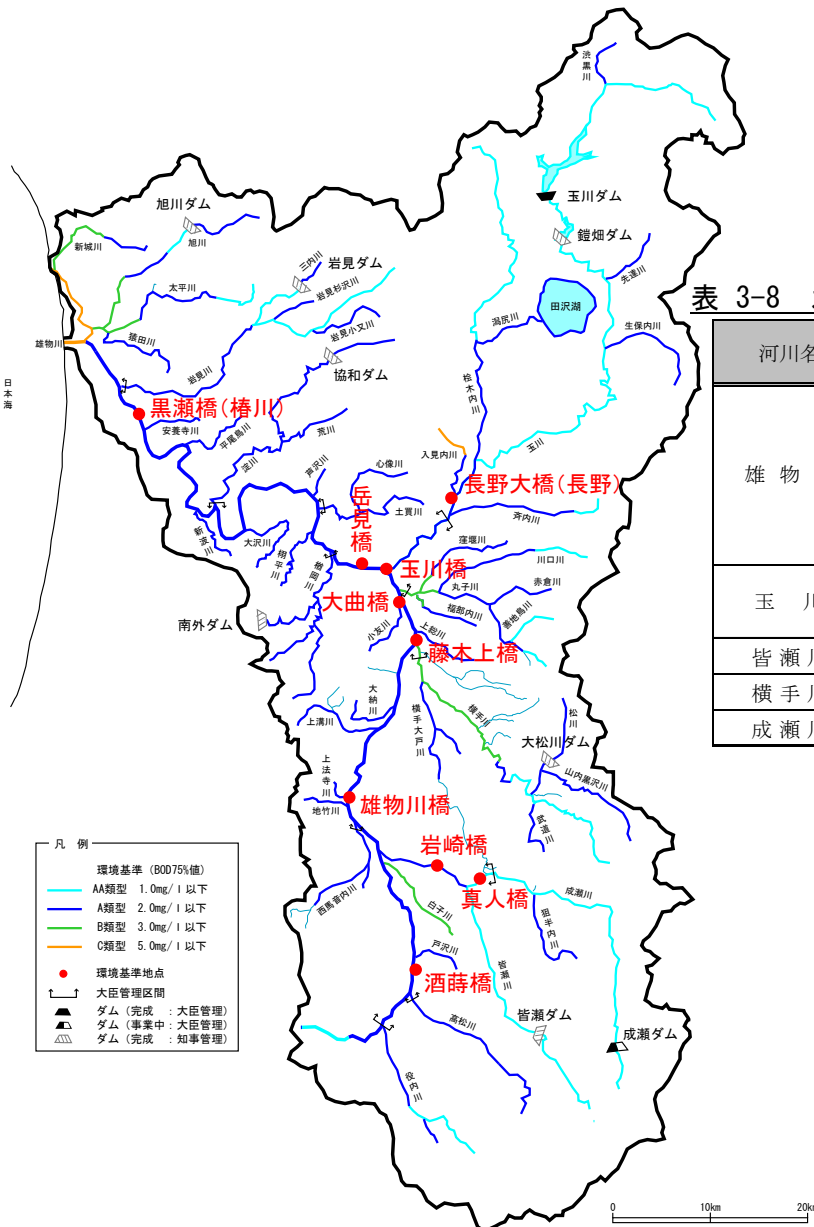 渋黒川
玉川ダム
旭川ダム
新城川
旭川
鎧畑ダム
三内川
岩見ダム
先達川
太平川
岩見杉沢川
表 3-8
田沢湖
潟尻川
生保内川
河川名
猿田川
岩見小又川
雄物川
岩見川
協和ダム
桧木内川
日本海
黒瀬橋(椿川)
安養寺川
平尾鳥川
荒川
玉川
入見内川
淀川
芦沢川
心像川
雄物
長野大橋(長野)
岳見橋
土買川
斉内川
新波川
大沢川
栩平川
楢岡川
窪堰川
川口川
玉川橋
丸子川
赤倉川
玉川
大曲橋
福部内川
善地鳥川
南外ダム
小友川
上総川
藤木上橋
皆瀬川
大納川
横手大戸川
横手川
松川
横手川
上溝川
大松川ダム
成瀬川
山内黒沢川
上法寺川
雄物川橋
地竹川
武道川
岩崎橋
凡 例
環境基準 (BOD75%値)
真人橋
成瀬川
AA類型 1.0mg/l以下
西馬音内川
白子川
狙半内川
A類型 2.0mg/l以下
B類型 3.0mg/l以下
C類型 5.0mg/l以下
戸沢川
皆瀬川
環境基準地点
酒蒔橋
大臣管理区間
ダム(完成 :大臣管理)
皆瀬ダム
ダム(事業中:大臣管理)
高松川
成瀬ダム
ダム(完成 :知事管理)
役内川
0 10km 20km